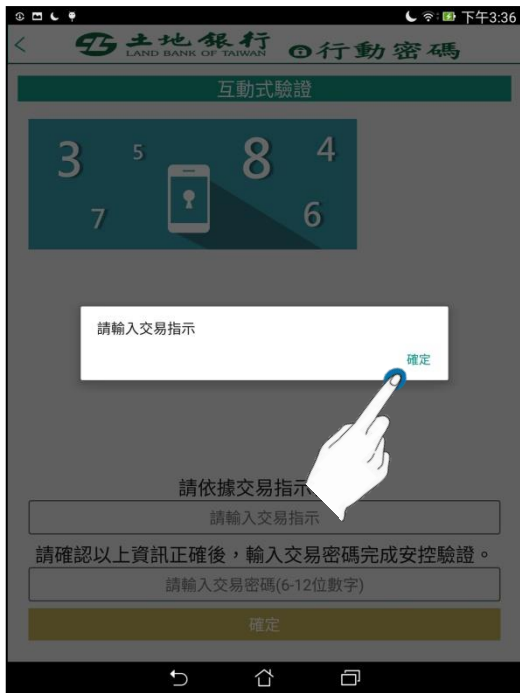 下午3:36
土地銀行
LAND BANK OF TAIWAN
行動密碼
互動式驗證
3 5 8 4
7 6
請輸入交易指示
確定
請依據交易指示
請輸入交易指示
請確認以上資訊正確後，輸入交易密碼完成安控驗證。
請輸入交易密碼(6-12位數字)
確定